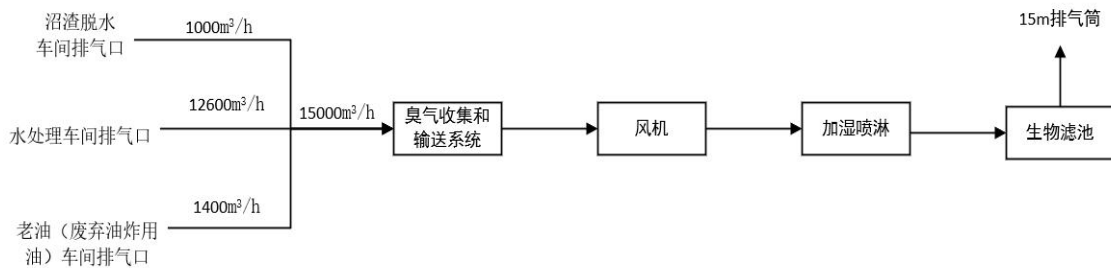 沼渣脱水
车间排气口
1000m³/h
水处理车间排气口
12600m³/h
老油（废弃油炸用
油）车间排气口
1400m³/h
15000m³/h
臭气收集和
输送系统
风机
加湿喷淋
生物滤池
15m排气筒